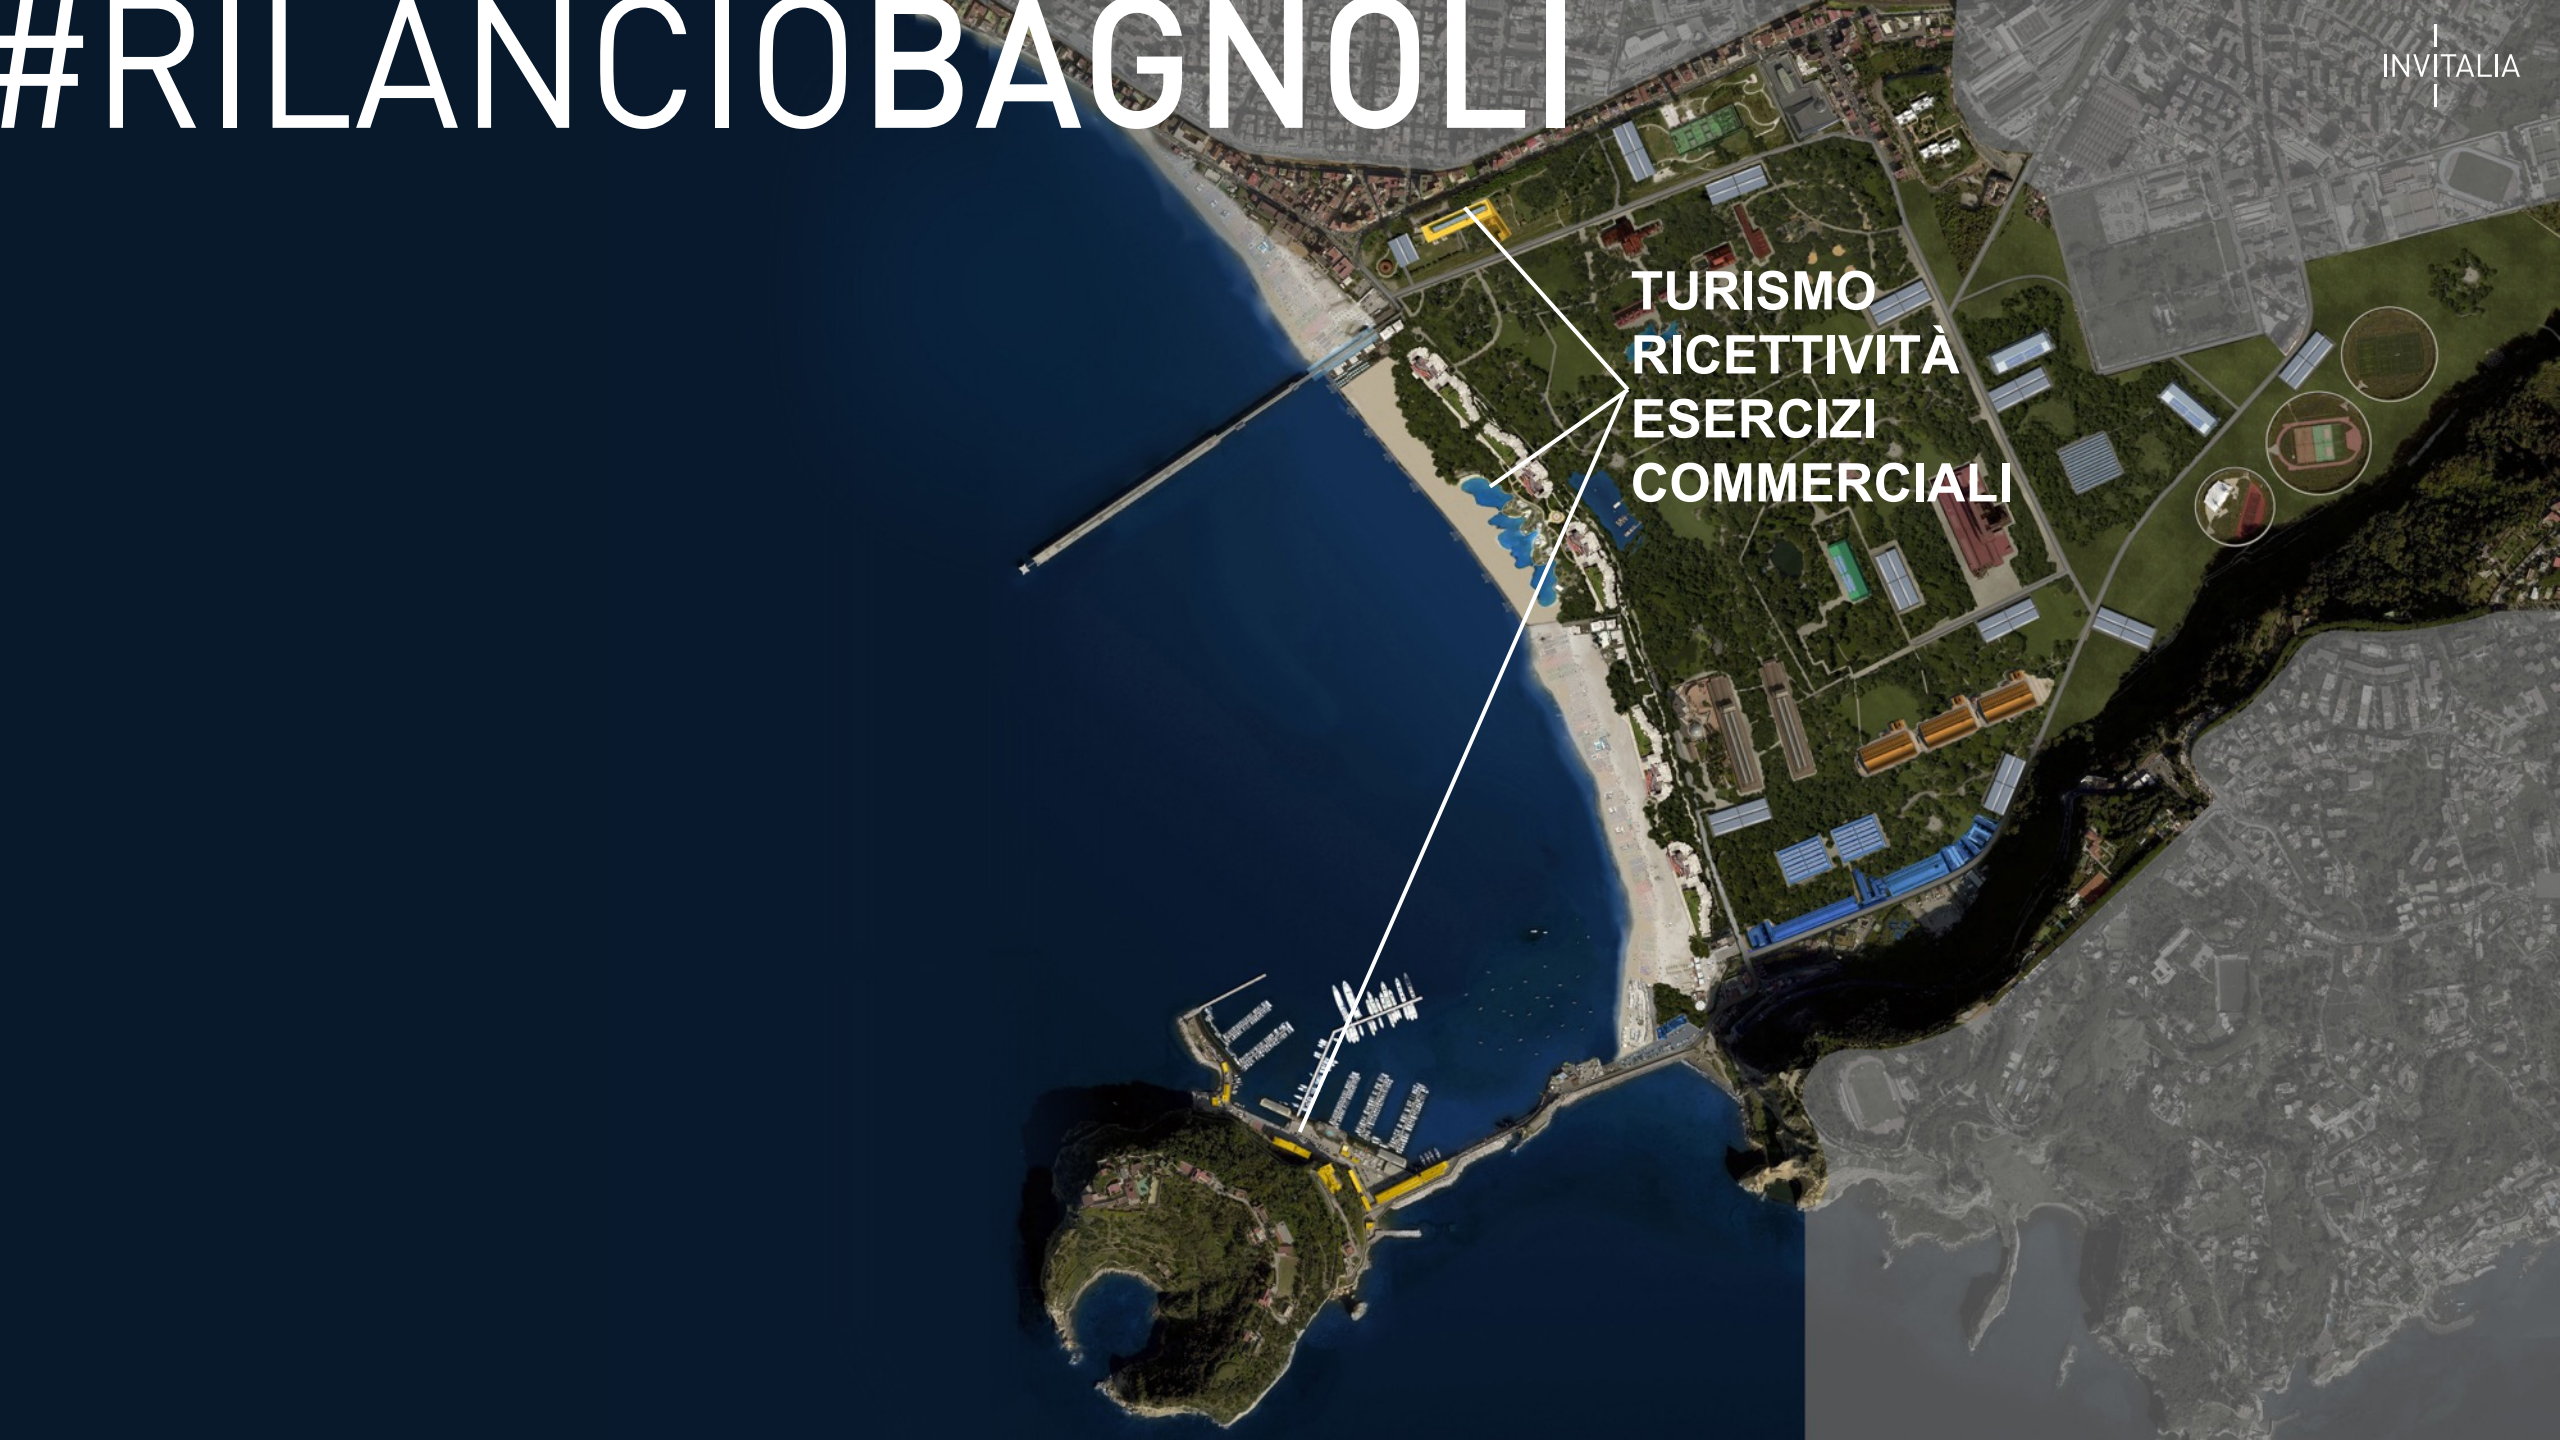 #RILANCIOBAGNOLI
INVITALIA
TURISMO
RICETTIVITÀ
ESERCIZI
COMMERCIALI